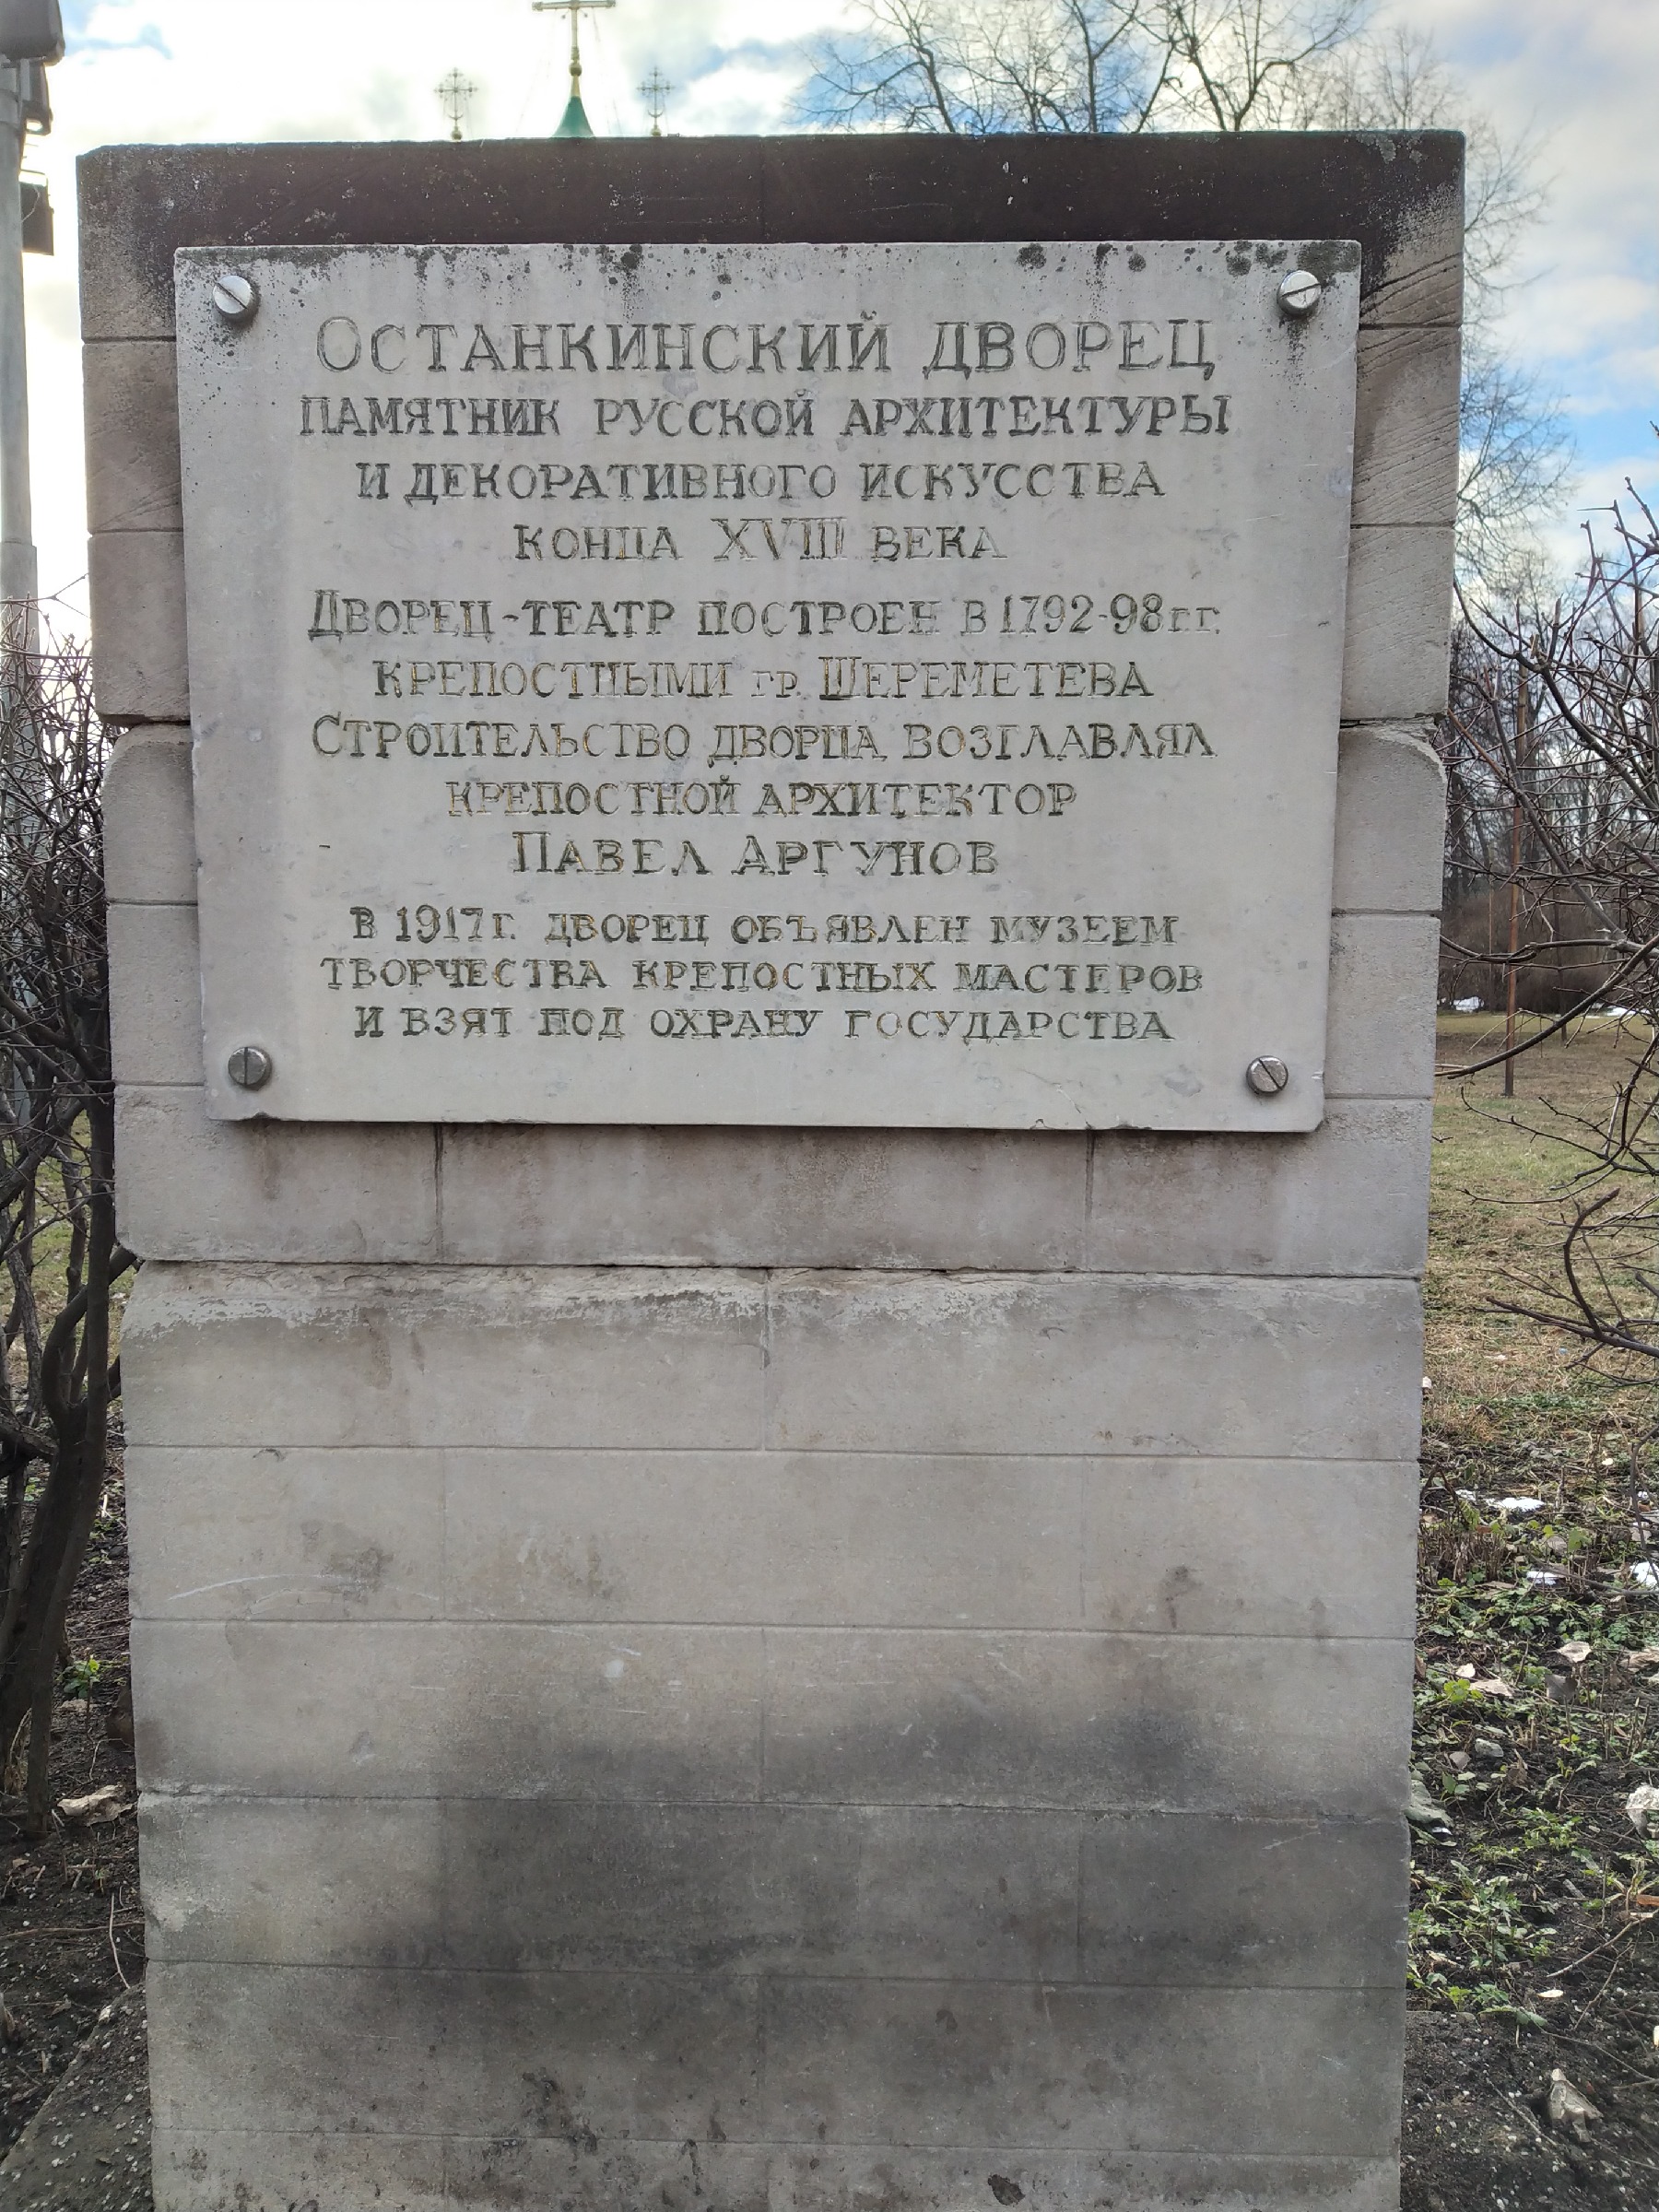 Останкинский дворец
памятник русской архитектуры
и декоративного искусства
конца XVIII века
Дворец-театр построен в 1792-98 г.г.
крепостными гр. Шереметева
Строительство дворца возглавлял
крепостной архитектор
Павел Аргунов
в 1917 г. дворец объявлен музеем
творчества крепостных мастеров
и взят под охрану государства